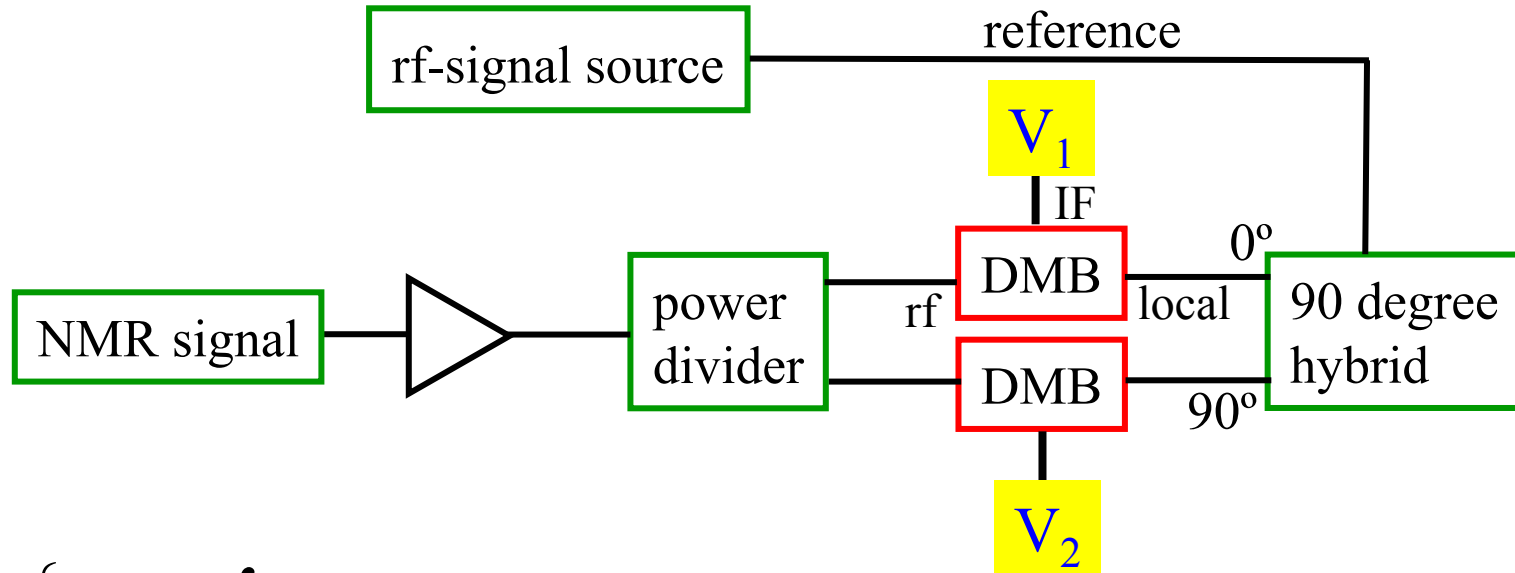 reference
rf-signal source
V₁
IF
0º
DMB
power
divider
rf
local
90 degree
hybrid
NMR signal
DMB
90º
V₂